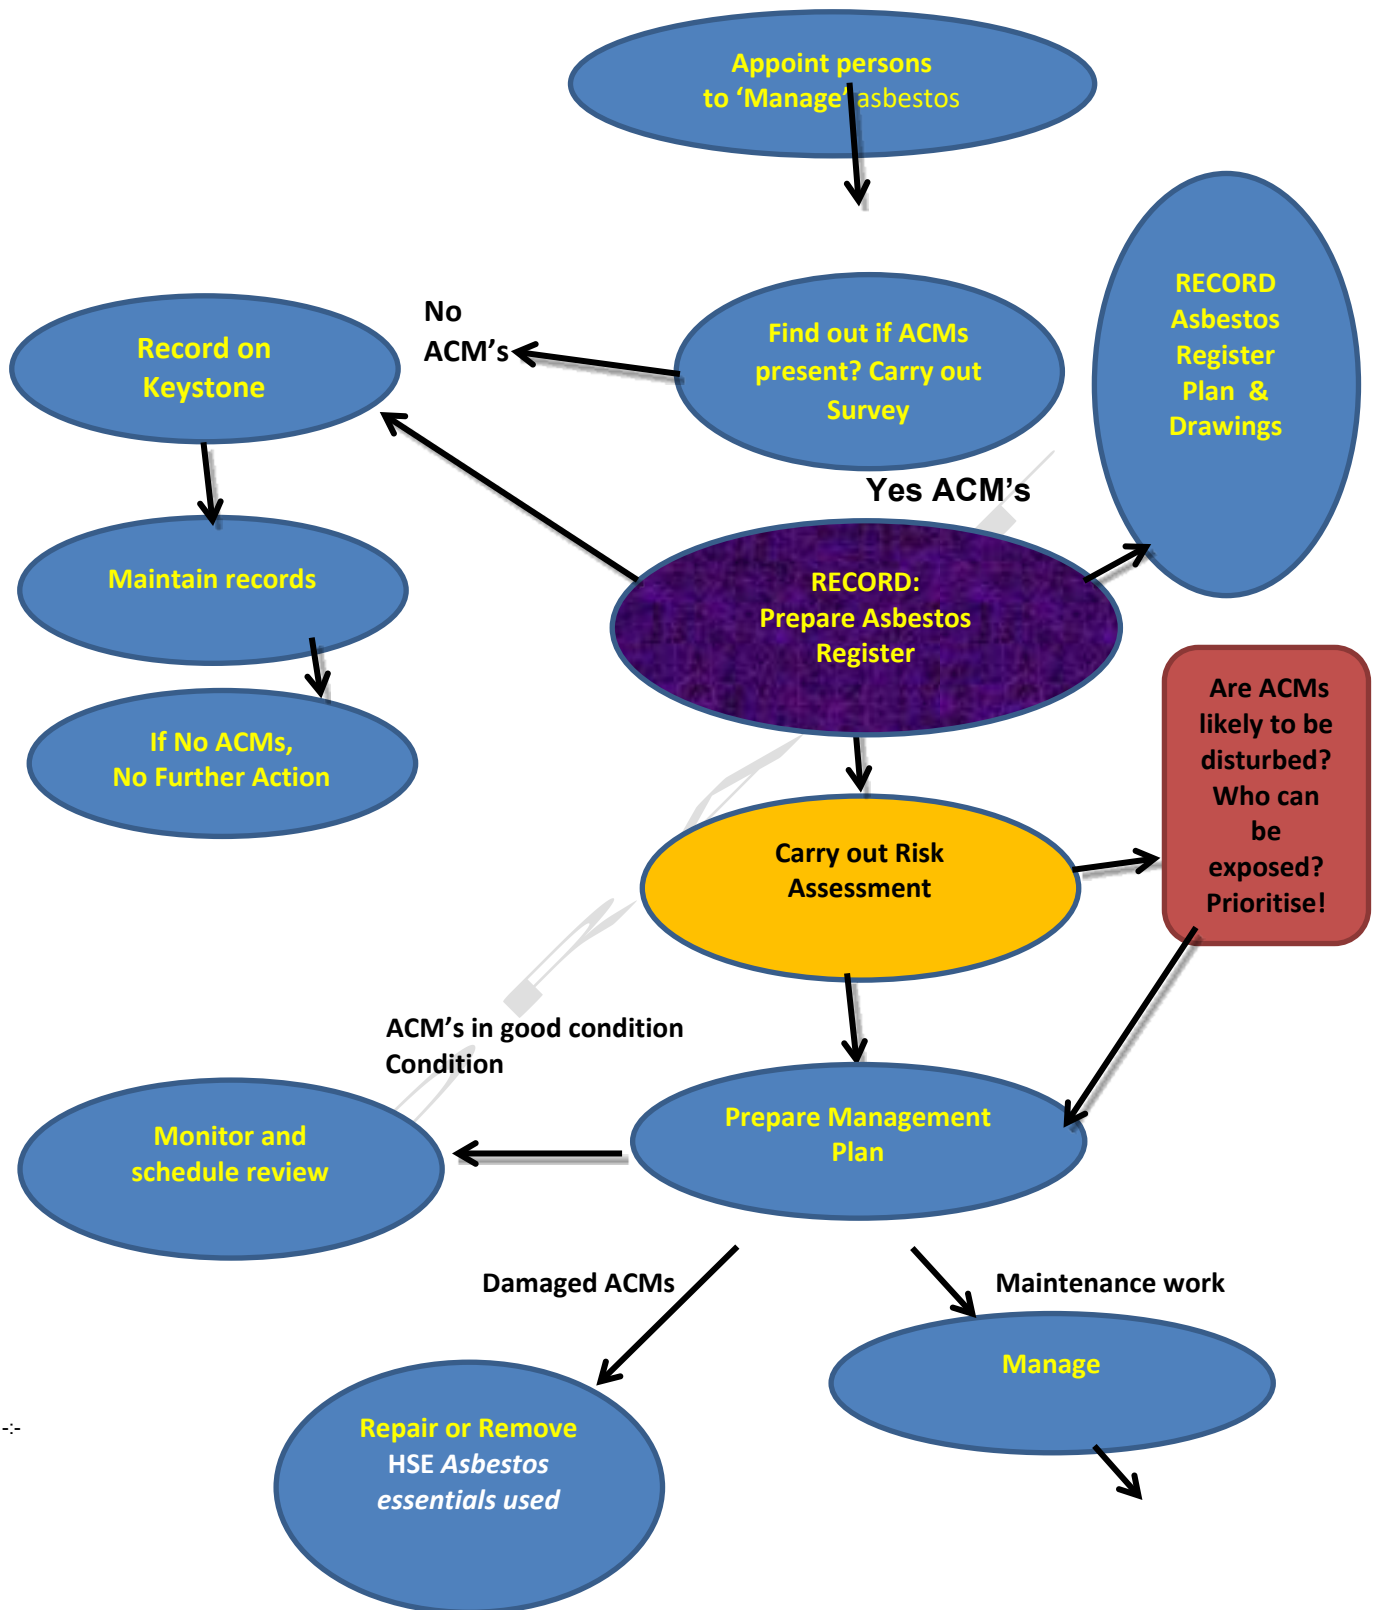 Appoint persons
to ‘Manage’ asbestos
RECORD
Asbestos
Register
Plan &
Drawings
No
ACM’s
Find out if ACMs
present? Carry out
Survey
Record on
Keystone
Yes ACM’s
Maintain records
RECORD:
Prepare Asbestos
Register
Are ACMs
likely to be
disturbed?
Who can
be
exposed?
Prioritise!
If No ACMs,
No Further Action
Carry out Risk
Assessment
ACM’s in good condition
Condition
Prepare Management
Plan
Monitor and
schedule review
Damaged ACMs
Maintenance work
Manage
Repair or Remove
HSE Asbestos
essentials used
-:-